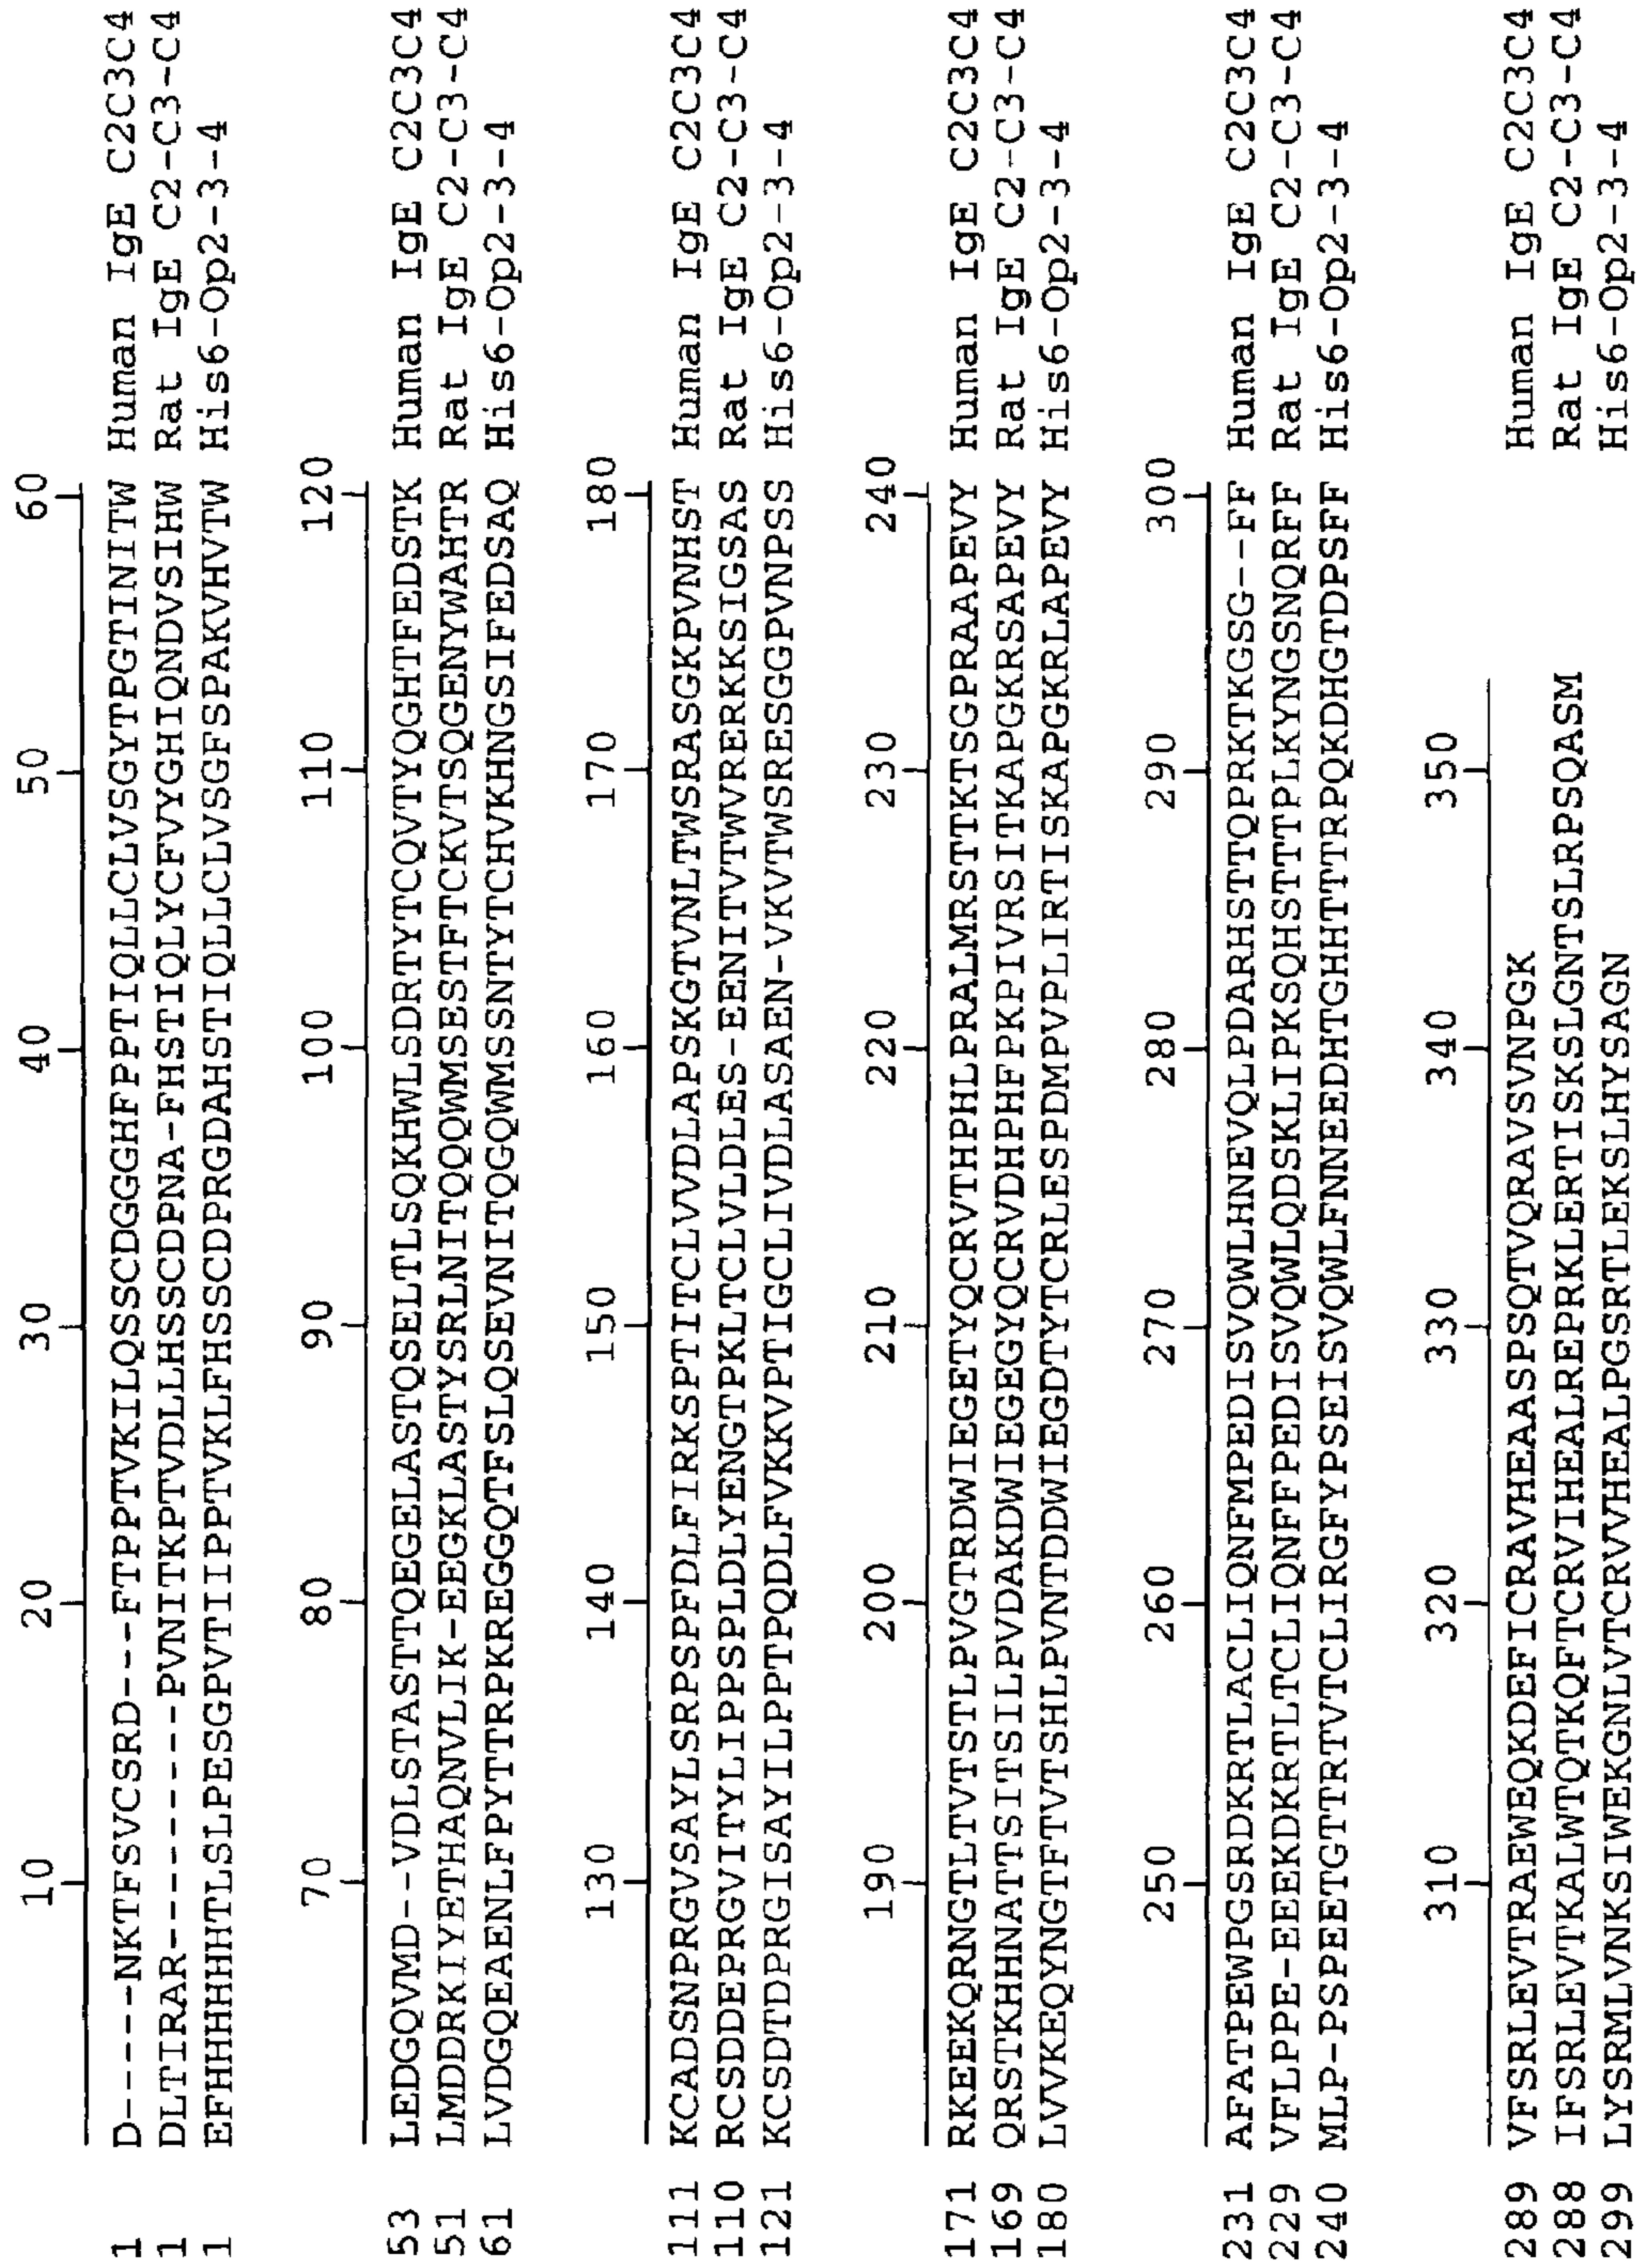 10 20 30 40 50 60
1 D-----NKTFSVCSRD---FTPPTVKILQSSCDGGGHFPPTIQLLCLVSGYTPGTINITW Human IgE C2C3C4
1 DLTIRAR---------PVNITKPTVDLLHSSCDPNA-FHSTIQLYCFVYGHIQNDVSIHW Rat IgE C2-C3-C4
1 EFHHHHHHTLSLPESGPVTIIPPTVKLFHSSCDPRGDAHSTIQLLCLVSGFSPAKVHVTW His6-Op2-3-4
70 80 90 100 110 120
53 LEDGQVMD--VDLSTASTTQEGELASTQSELTLSQKHWLSDRTYTCQVTYQGHTFEDSTK Human IgE C2C3C4
51 LMDDRKIYETHAQNVLIK-EEGKLASTYSRLNITQQQWMSESTFTCKVTSQGENYWAHTR Rat IgE C2-C3-C4
61 LVDGQEAENLFPYTTRPKREGGQTFSLQSEVNITQGQWMSSNTYTCHVKHNGSIFEDSAQ His6-Op2-3-4
130 140 150 160 170 180
111 KCADSNPRGVSAYLSRPSPFDLFIRKSPTITCLVVDLAPSKGTVNLTWSRASGKPVNHST Human IgE C2C3C4
110 RCSDDEPRGVITYLIPPSPLDLYENGTPKLTCLVLDLES-EENITVTWVRERKKSIGSAS Rat IgE C2-C3-C4
121 KCSDTDPRGISAYILPPTPQDLFVKKVPTIGCLIVDLASAEN-VKVTWSRESGGPVNPSS His6-Op2-3-4
190 200 210 220 230 240
171 RKEEKQRNGTLTVTSTLPVGTRDWIEGETYQCRVTHPHLPRALMRSTTKTSGPRAAPEVY Human IgE C2C3C4
169 QRSTKHHNATTSITSILPVDAKDWIEGEGYQCRVDHPHFPKPIVRSITKAPGKRSAPEVY Rat IgE C2-C3-C4
180 LVVKEQYNGTFTVTSHLPVNTDDWIEGDTYTCRLESPDMPVPLIRTISKAPGKRLAPEVY His6-Op2-3-4
250 260 270 280 290 300
231 AFATPEWPGSRDKRTLACLIQNFMPEDISVQWLHNEVQLPDARHSTTQPRKTKGSG--FF Human IgE C2C3C4
229 VFLPPE-EEEKDKRTLTCLIQNFFPEDISVQWLQDSKLIPKSQHSTTTPLKYNGSNQRFF Rat IgE C2-C3-C4
240 MLP-PSPEETGTTRTVTCLIRGFYPSEISVQWLFNNEEDHTGHHTTTRPQKDHGTDPSFF His6-Op2-3-4
310 320 330 340 350
289 VFSRLEVTRAEWEQKDEFICRAVHEAASPSQTVQRAVSVNPGK Human IgE C2C3C4
288 IFSRLEVTKALWTQTKQFTCRVIHEALREPRKLERTISKSLGNTSLRPSQASM Rat IgE C2-C3-C4
299 LYSRMLVNKSIWEKGNLVTCRVVHEALPGSRTLEKSLHYSAGN His6-Op2-3-4